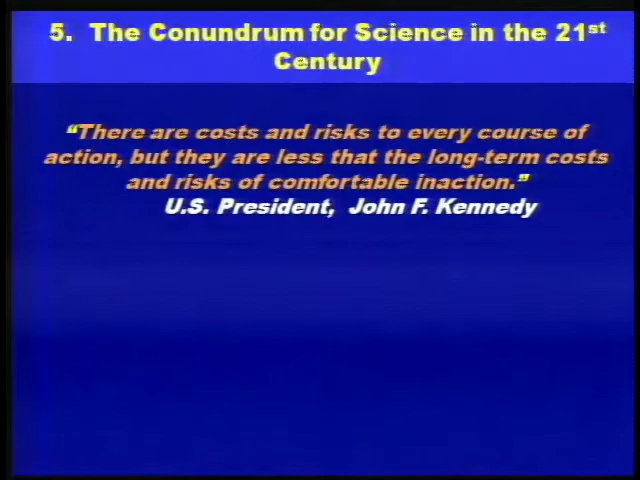 5. The Conundrum for Science in the 21st
Century
“There are costs and risks to every course of
action, but they are less that the long-term costs
and risks of comfortable inaction.”
U.S. President, John F. Kennedy